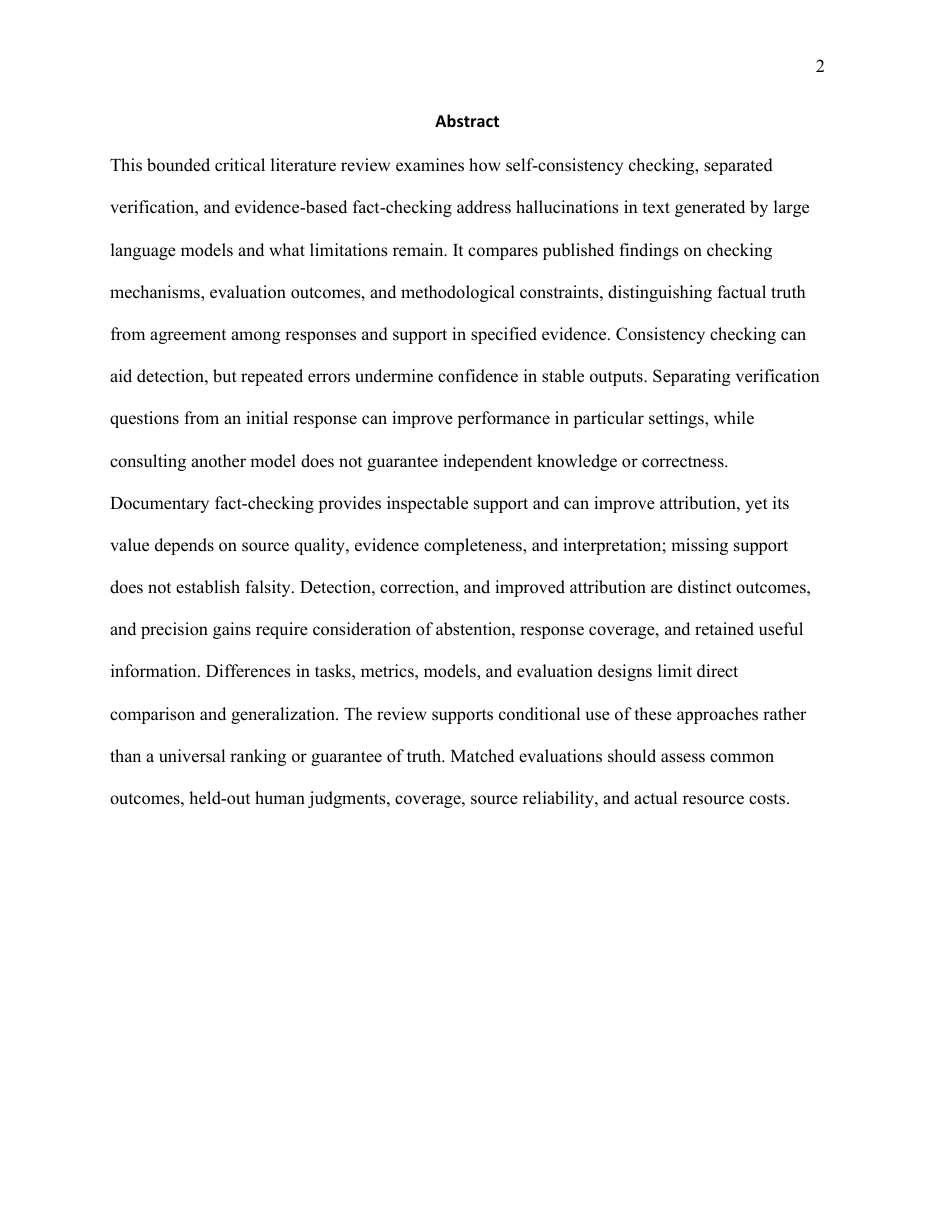 2
Abstract
This bounded critical literature review examines how self-consistency checking, separated
verification, and evidence-based fact-checking address hallucinations in text generated by large
language models and what limitations remain. It compares published findings on checking
mechanisms, evaluation outcomes, and methodological constraints, distinguishing factual truth
from agreement among responses and support in specified evidence. Consistency checking can
aid detection, but repeated errors undermine confidence in stable outputs. Separating verification
questions from an initial response can improve performance in particular settings, while
consulting another model does not guarantee independent knowledge or correctness.
Documentary fact-checking provides inspectable support and can improve attribution, yet its
value depends on source quality, evidence completeness, and interpretation; missing support
does not establish falsity. Detection, correction, and improved attribution are distinct outcomes,
and precision gains require consideration of abstention, response coverage, and retained useful
information. Differences in tasks, metrics, models, and evaluation designs limit direct
comparison and generalization. The review supports conditional use of these approaches rather
than a universal ranking or guarantee of truth. Matched evaluations should assess common
outcomes, held-out human judgments, coverage, source reliability, and actual resource costs.